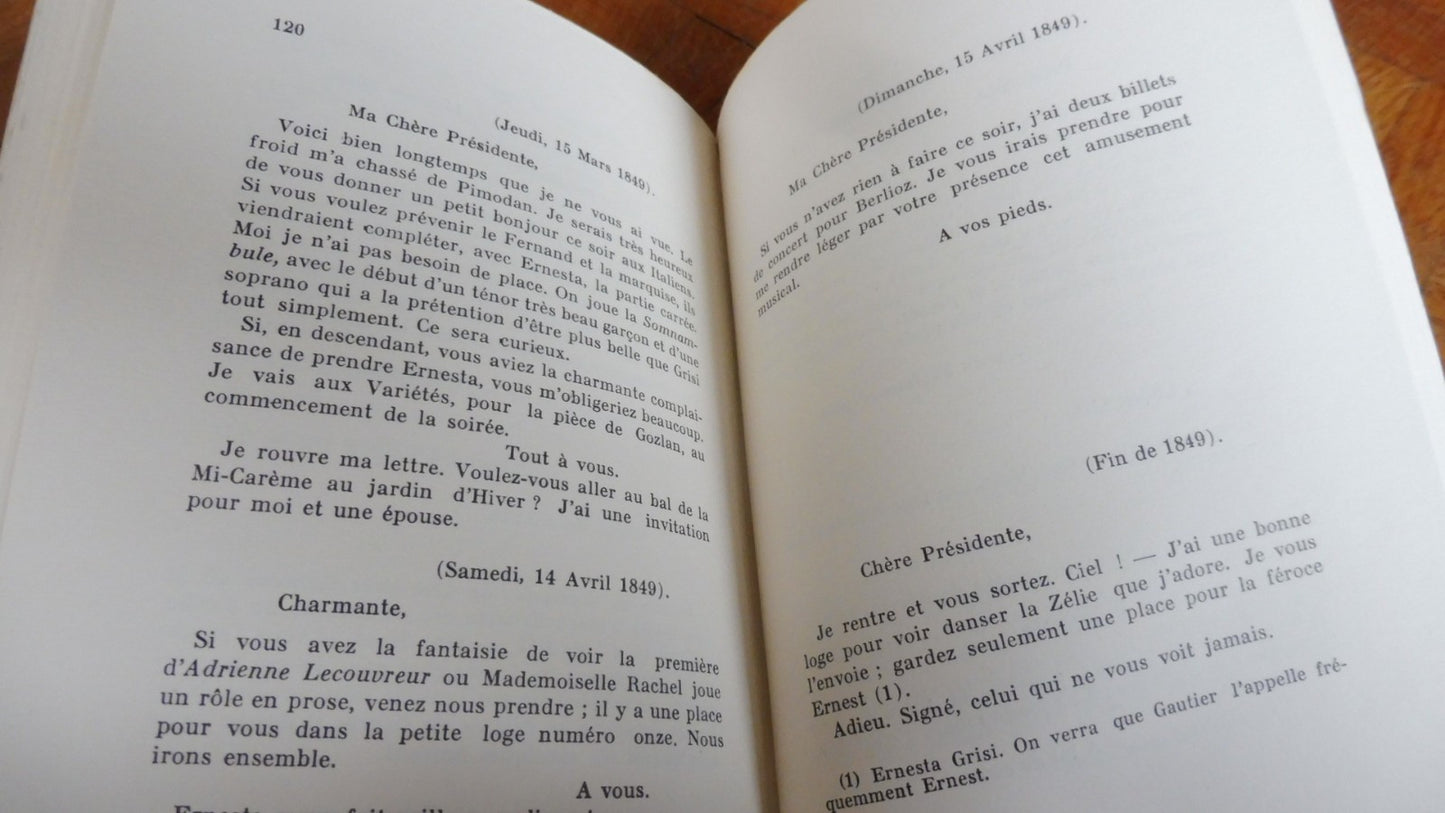 120
(Jeudi, 15 Mars 1849).
Ma Chère Présidente,
Voici bien longtemps que je ne vous ai vue. Le
froid m'a chassé de Pimodan. Je serais très heureux
de vous donner un petit bonjour ce soir aux Italiens.
Si vous voulez prévenir le Fernand et la marquise, ils
viendraient compléter, avec Ernesta, la partie carrée.
Moi je n'ai pas besoin de place. On joue la Somnam-
bule, avec le début d'un ténor très beau garçon et d'une
soprano qui a la prétention d'être plus belle que Grisi
tout simplement. Ce sera curieux.
Si, en descendant, vous aviez la charmante complai-
sance de prendre Ernesta, vous m'obligeriez beaucoup.
Je vais aux Variétés, pour la pièce de Gozlan, au
commencement de la soirée.
Tout à vous.
Je rouvre ma lettre. Voulez-vous aller au bal de la
Mi-Carème au jardin d'Hiver ? J'ai une invitation
pour moi et une épouse.
(Samedi, 14 Avril 1849).
Charmante,
Si vous avez la fantaisie de voir la première
d'Adrienne Lecouvreur ou Mademoiselle Rachel joue
un rôle en prose, venez nous prendre ; il y a une place
pour vous dans la petite loge numéro onze. Nous
irons ensemble.
A vous.
(Dimanche, 15 Avril 1849).
Ma Chère Présidente,
Si vous n'avez rien à faire ce soir, j'ai deux billets
de concert pour Berlioz. Je vous irais prendre pour
me rendre léger par votre présence cet amusement
musical.
A vos pieds.
(Fin de 1849).
Chère Présidente,
Je rentre et vous sortez. Ciel ! — J'ai une bonne
loge pour voir danser la Zélie que j'adore. Je vous
l'envoie ; gardez seulement une place pour la féroce
Ernest (1).
Adieu. Signé, celui qui ne vous voit jamais.
(1) Ernesta Grisi. On verra que Gautier l'appelle fré-
quemment Ernest.